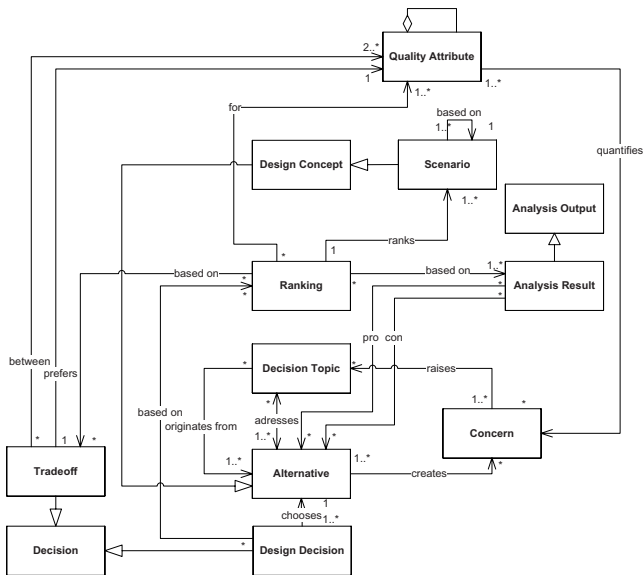 2..*
Quality Attribute
1
1..*
1..*
for
based on
1..*
1
Design Concept
Scenario
quantifies
1..*
Analysis Output
*
1
ranks
based on
*
*
Ranking
*
based on
1..*
*
*
Analysis Result
between
prefers
pro
con
*
Decision Topic
*
raises
based on
originates from
*
adresses
1..*
*
*
1..*
*
*
1
*
1..*
Alternative
1..*
creates
*
Concern
Tradeoff
chooses
1
1..*
Decision
*
Design Decision